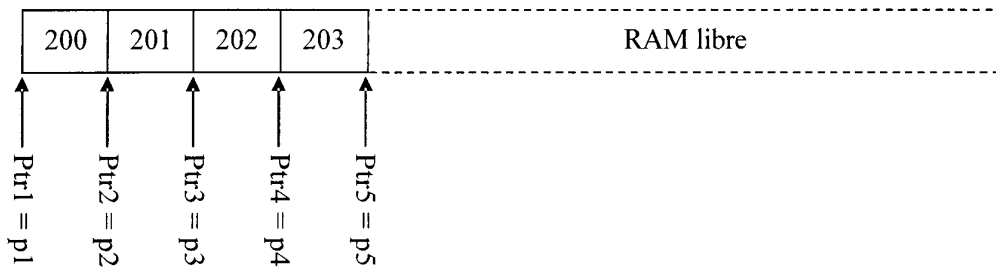 200 201 202 203 RAM libre
Ptr1 = p1
Ptr2 = p2
Ptr3 = p3
Ptr4 = p4
Ptr5 = p5